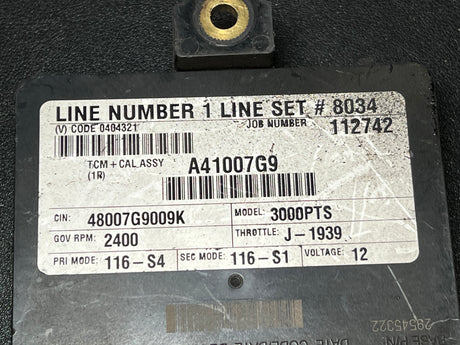 LINE NUMBER 1 LINE SET # 8034
(V) CODE 0404321 JOB NUMBER 112742
TCM + CAL ASSY A41007G9
(1R)
CIN: 48007G9009K MODEL: 3000PTS
GOV RPM: 2400 THROTTLE: J-1939
PRI MODE: 116-S4 SEC MODE: 116-S1 VOLTAGE: 12
29545322